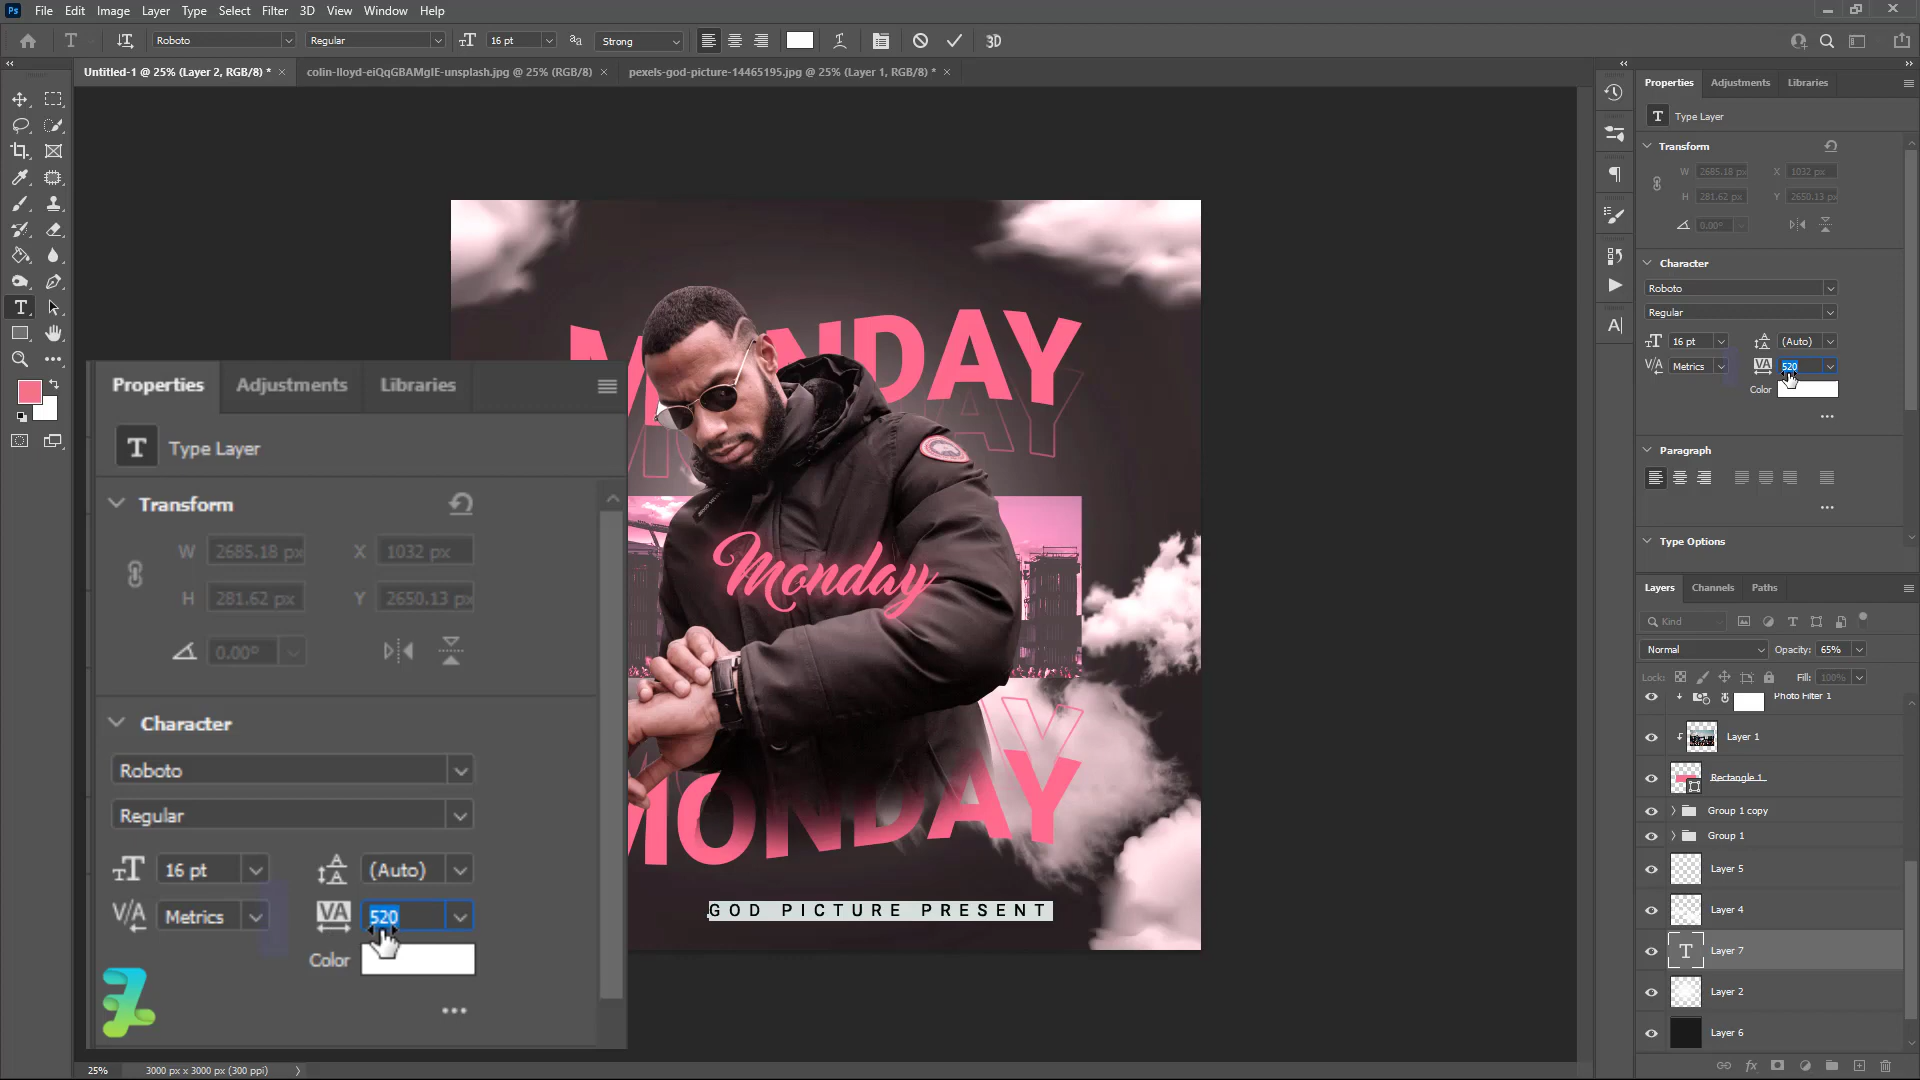 Ps File Edit Image Layer Type Select Filter 3D View Window Help
Roboto Regular 16 pt Strong 3D
Untitled-1 @ 25% (Layer 2, RGB/8) * × colin-lloyd-eiQqGBAMgIE-unsplash.jpg @ 25% (RGB/8) × pexels-god-picture-14465195.jpg @ 25% (Layer 1, RGB/8) * ×
Properties Adjustments Libraries
T Type Layer
Transform
W 2685.18 px X 1032 px
H 281.62 px Y 2650.13 px
0.00°
Character
Roboto
Regular
16 pt (Auto)
Metrics 520
Color
Paragraph
Type Options
Layers Channels Paths
Kind
Normal Opacity: 65%
Lock: Fill: 100%
Photo Filter 1
Layer 1
Rectangle 1
Group 1 copy
Group 1
Layer 5
Layer 4
T Layer 7
Layer 2
Layer 6
Properties Adjustments Libraries
T Type Layer
Transform
W 2685.18 px X 1032 px
H 281.62 px Y 2650.13 px
0.00°
Character
Roboto
Regular
16 pt (Auto)
Metrics 520
Color
MONDAY
Monday
MONDAY
GOD PICTURE PRESENT
25% 3000 px x 3000 px (300 ppi)